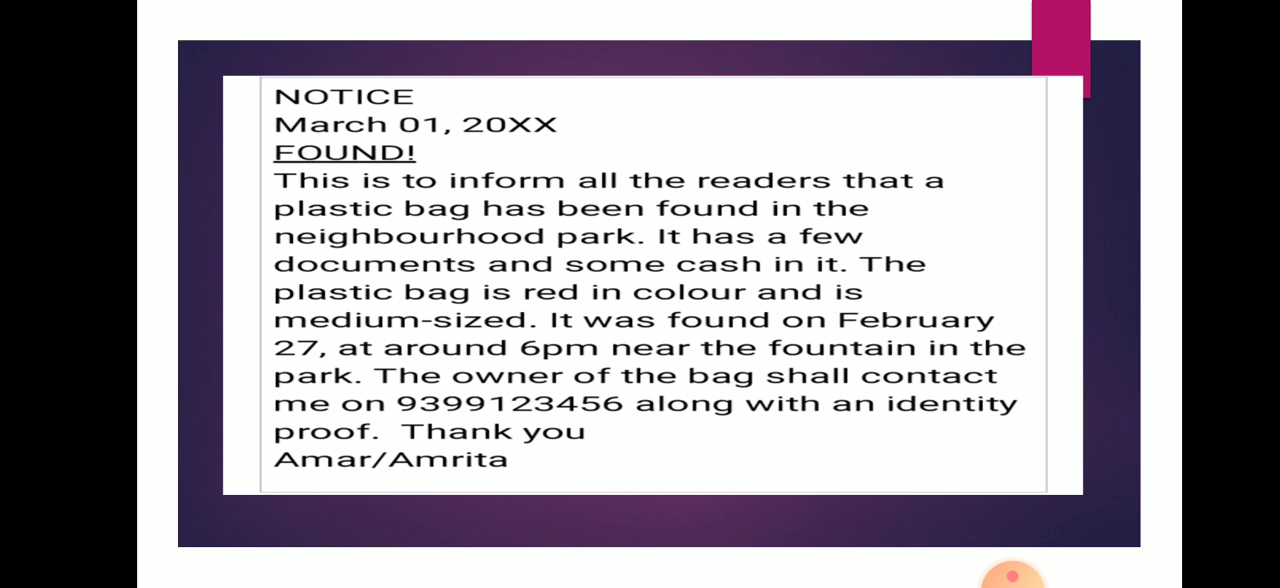 NOTICE
March 01, 20XX
FOUND!
This is to inform all the readers that a
plastic bag has been found in the
neighbourhood park. It has a few
documents and some cash in it. The
plastic bag is red in colour and is
medium-sized. It was found on February
27, at around 6pm near the fountain in the
park. The owner of the bag shall contact
me on 9399123456 along with an identity
proof.  Thank you
Amar/Amrita